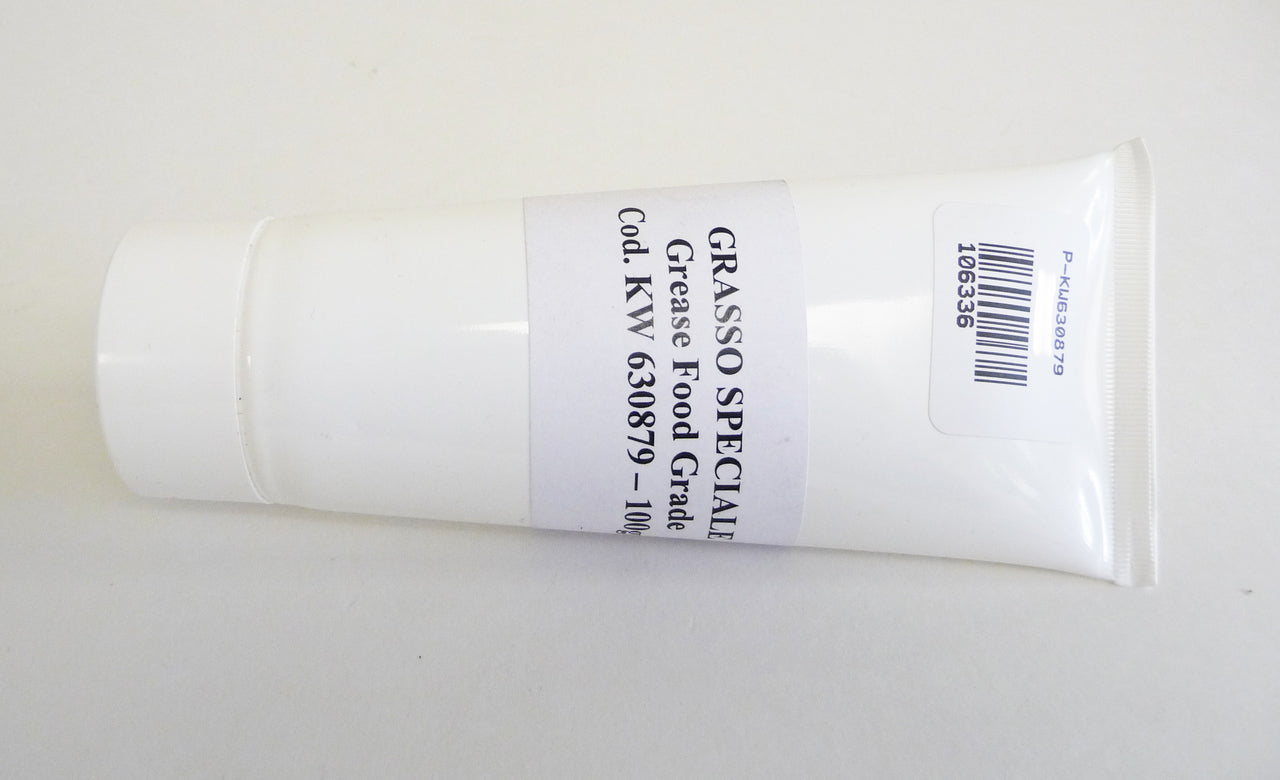 GRASSO SPECIALE
Grease Food Grade
Cod. KW 630879 – 100g
P-KW630879
106336